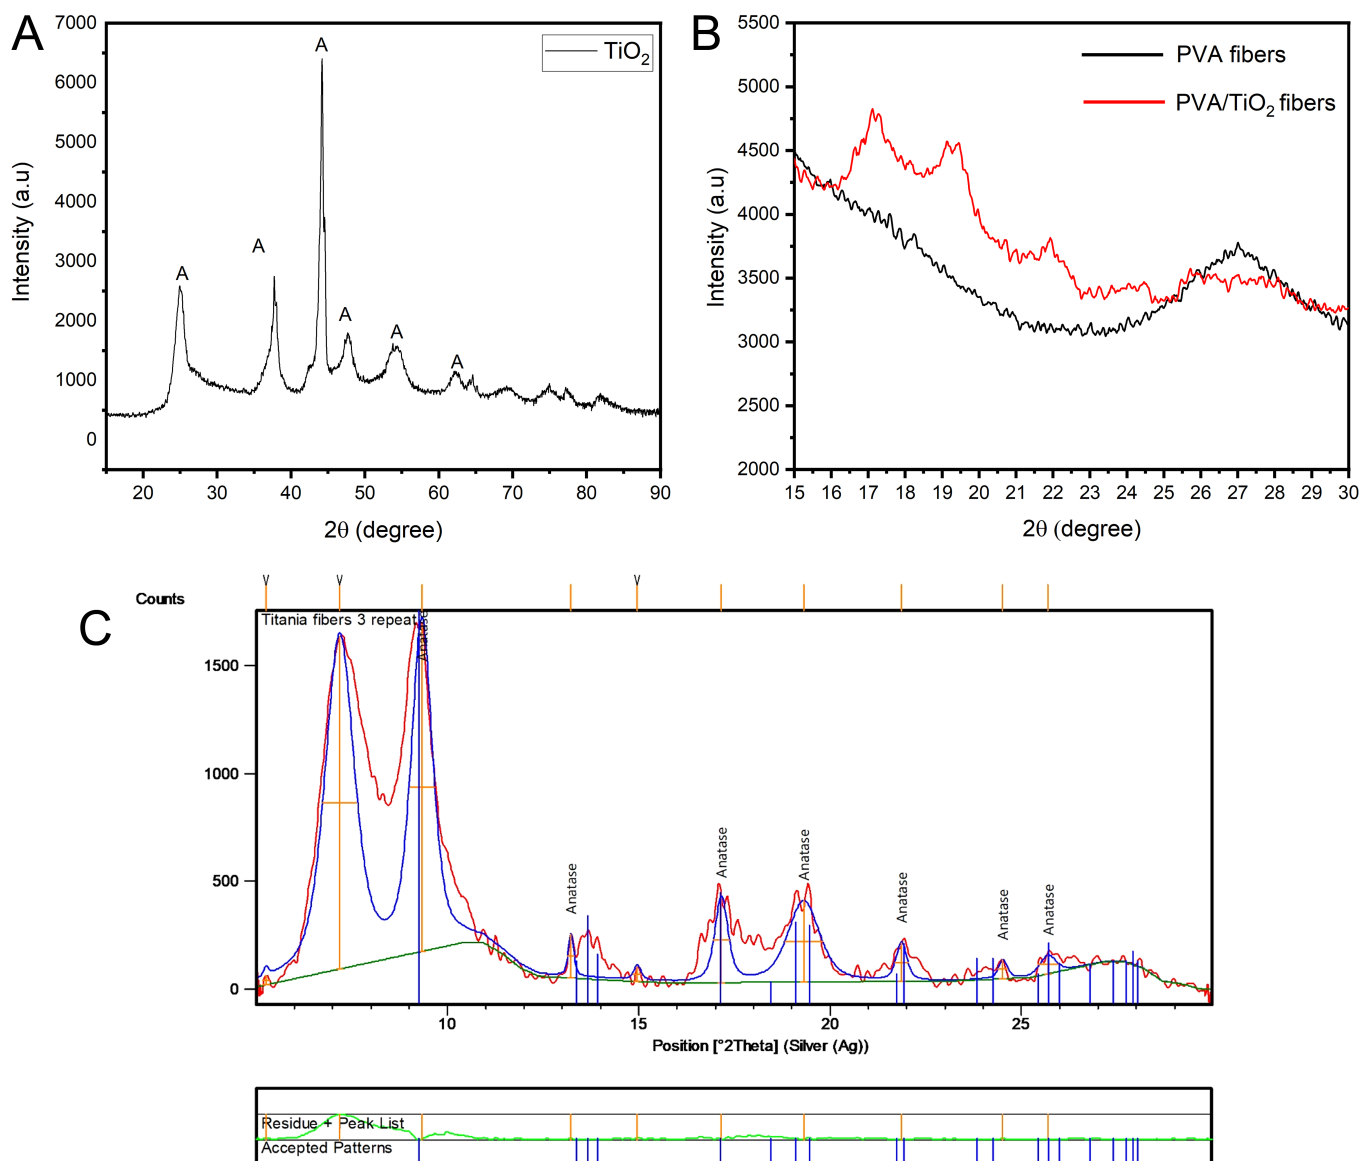 A
7000
6000
5000
4000
3000
2000
1000
0
Intensity (a.u)
TiO2
A
A
A
A
A
A
20 30 40 50 60 70 80 90
2θ (degree)
B
5500
5000
4500
4000
3500
3000
2500
2000
Intensity (a.u)
PVA fibers
PVA/TiO2 fibers
15 16 17 18 19 20 21 22 23 24 25 26 27 28 29 30
2θ (degree)
C
Counts
Titania fibers 3 repeat
1500
1000
500
0
Anatase
Anatase
Anatase
Anatase
Anatase
Anatase
Anatase
10 15 20 25
Position [°2Theta] (Silver (Ag))
Residue + Peak List
Accepted Patterns